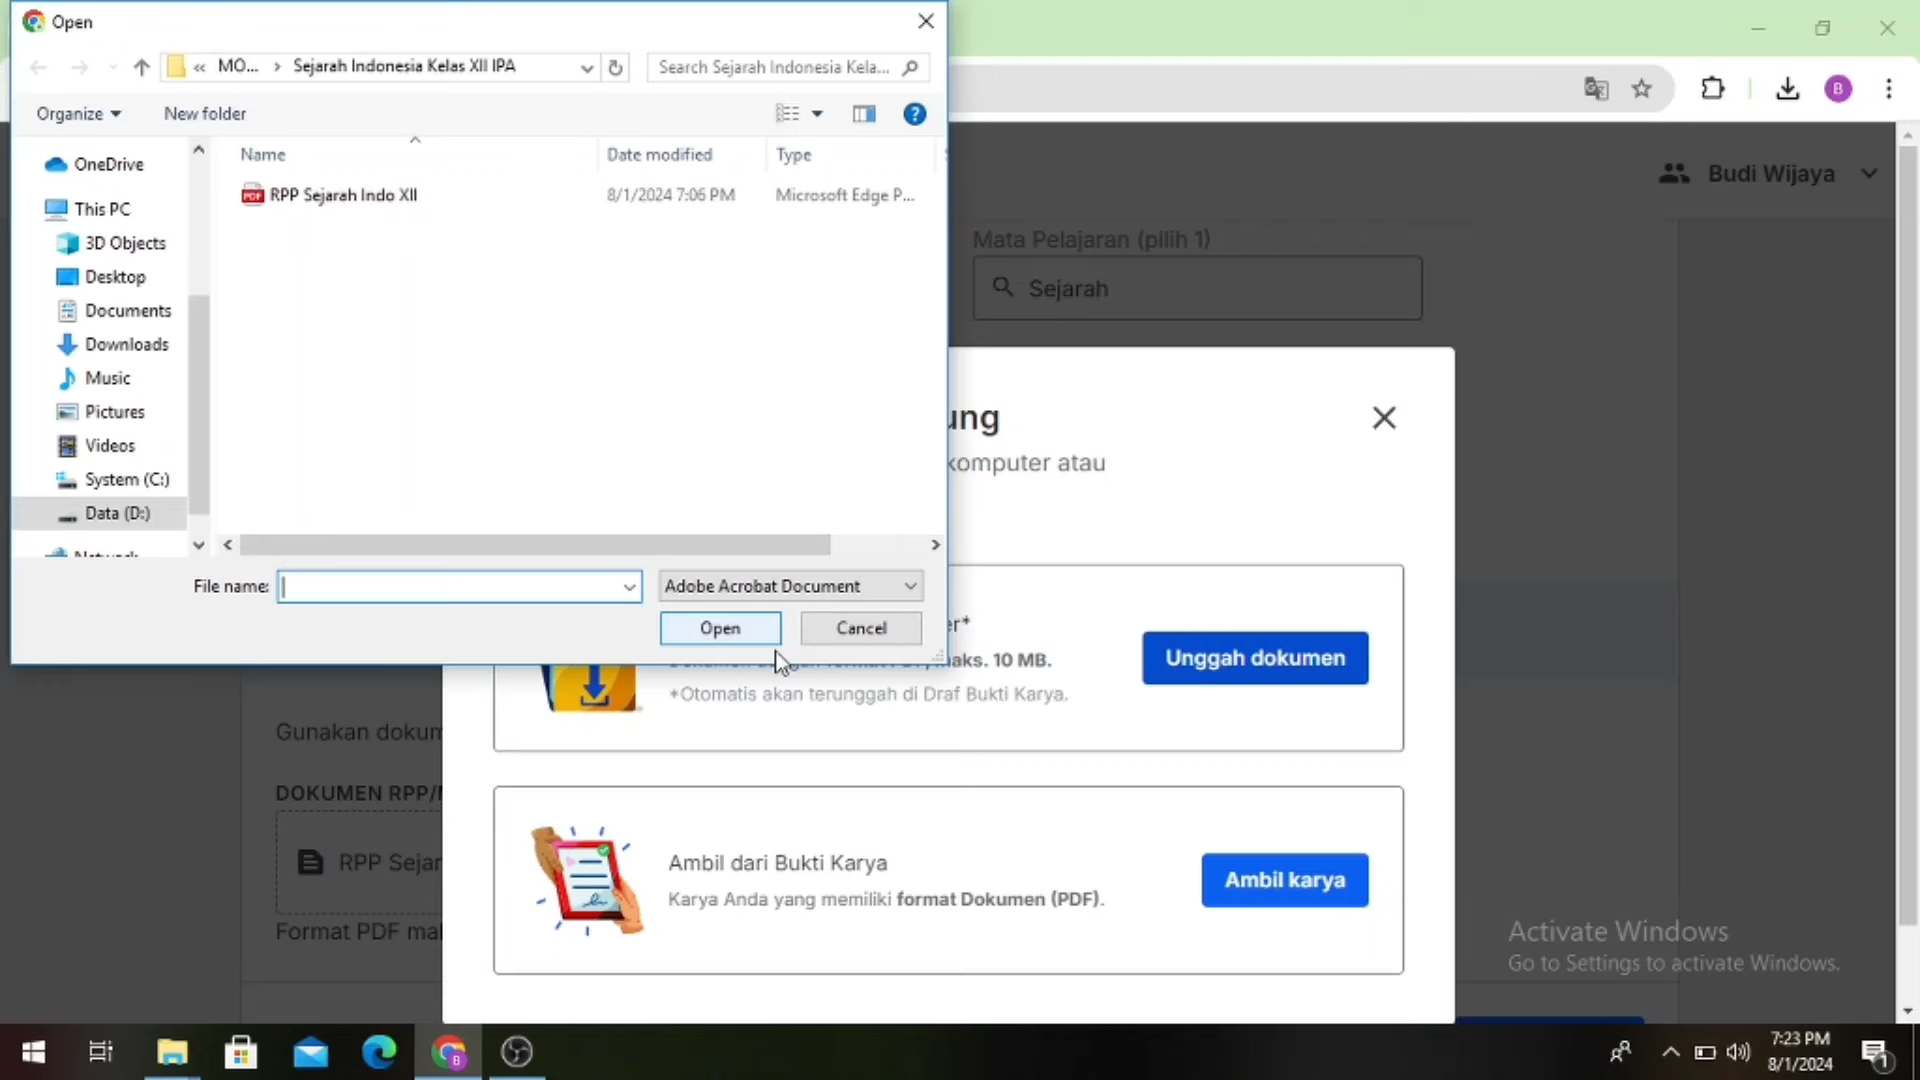 Open
« MO... › Sejarah Indonesia Kelas XII IPA
Search Sejarah Indonesia Kela...
Organize
New folder
OneDrive
This PC
3D Objects
Desktop
Documents
Downloads
Music
Pictures
Videos
System (C:)
Data (D:)
Name
Date modified
Type
PDF
RPP Sejarah Indo XII
8/1/2024 7:06 PM
Microsoft Edge P...
File name:
Adobe Acrobat Document
Open
Cancel
B
Budi Wijaya
Mata Pelajaran (pilih 1)
Sejarah
ung
komputer atau
er*
maks. 10 MB.
*Otomatis akan terunggah di Draf Bukti Karya.
Unggah dokumen
Ambil dari Bukti Karya
Karya Anda yang memiliki format Dokumen (PDF).
Ambil karya
Gunakan dokum
DOKUMEN RPP/
RPP Sejar
Format PDF mak
Activate Windows
Go to Settings to activate Windows.
B
7:23 PM
8/1/2024
1